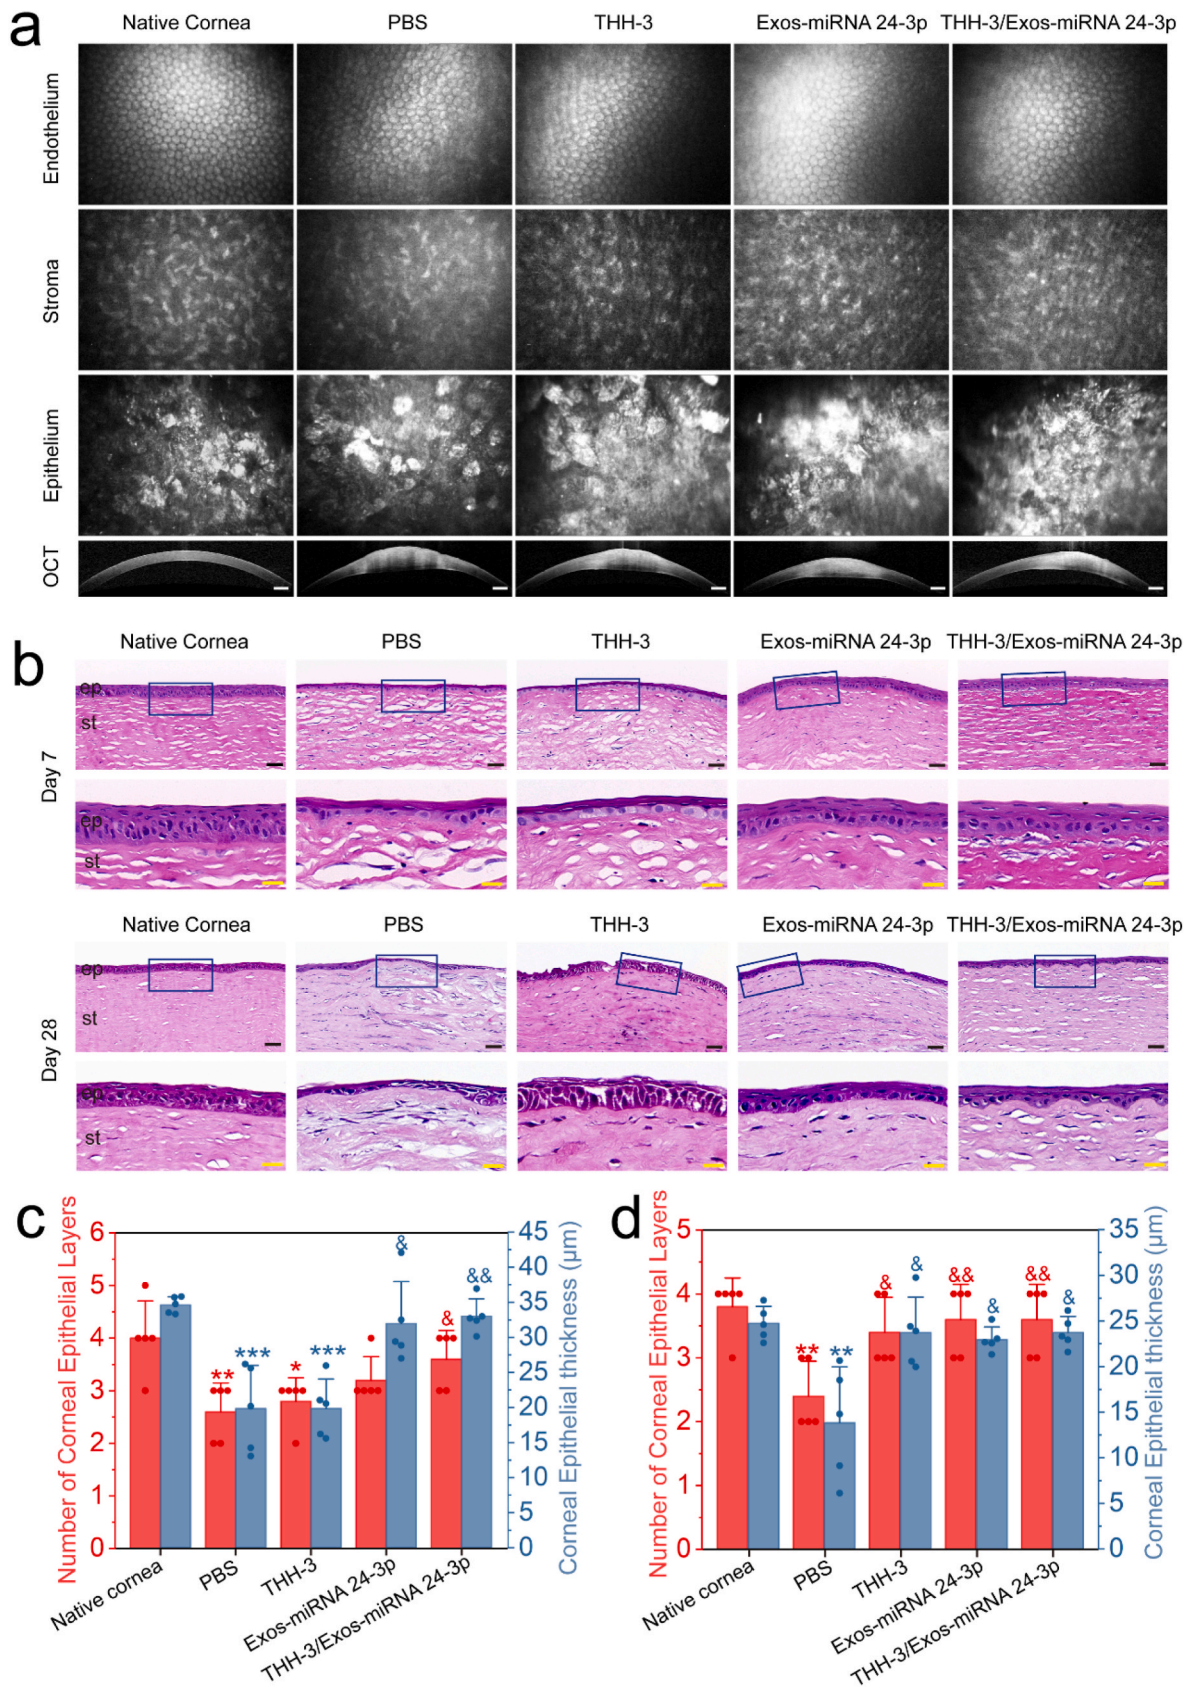 a
Native Cornea PBS THH-3 Exos-miRNA 24-3p THH-3/Exos-miRNA 24-3p
Endothelium
Stroma
Epithelium
OCT
b
Native Cornea PBS THH-3 Exos-miRNA 24-3p THH-3/Exos-miRNA 24-3p
Day 7
ep
st
ep
st
Native Cornea PBS THH-3 Exos-miRNA 24-3p THH-3/Exos-miRNA 24-3p
Day 28
ep
st
ep
st
c
Number of Corneal Epithelial Layers
6
5
4
3
2
1
0
** *** * *** & & &&
45
40
35
30
25
20
15
10
5
0
Corneal Epithelial thickness (μm)
Native cornea
PBS
THH-3
Exos-miRNA 24-3p
THH-3/Exos-miRNA 24-3p
d
Number of Corneal Epithelial Layers
5
4
3
2
1
0
** ** & & && & && &
35
30
25
20
15
10
5
0
Corneal Epithelial thickness (μm)
Native cornea
PBS
THH-3
Exos-miRNA 24-3p
THH-3/Exos-miRNA 24-3p